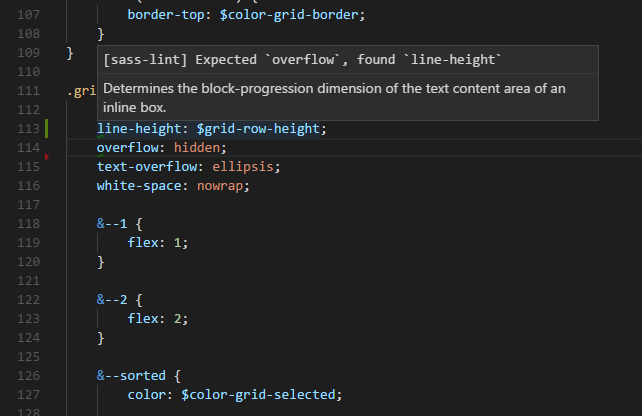 107 border-top: $color-grid-border;
108 }
109 }
[sass-lint] Expected `overflow`, found `line-height`
110
Determines the block-progression dimension of the text content area of an
111 .gri
inline box.
112
113 line-height: $grid-row-height;
114 overflow: hidden;
115 text-overflow: ellipsis;
116 white-space: nowrap;
117
118 &--1 {
119 flex: 1;
120 }
121
122 &--2 {
123 flex: 2;
124 }
125
126 &--sorted {
127 color: $color-grid-selected;
128